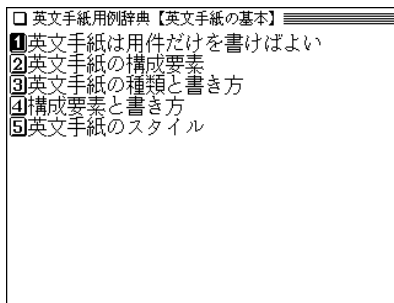 英文手紙用例辞典【英文手紙の基本】
1英文手紙は用件だけを書けばよい
2英文手紙の構成要素
3英文手紙の種類と書き方
4構成要素と書き方
5英文手紙のスタイル